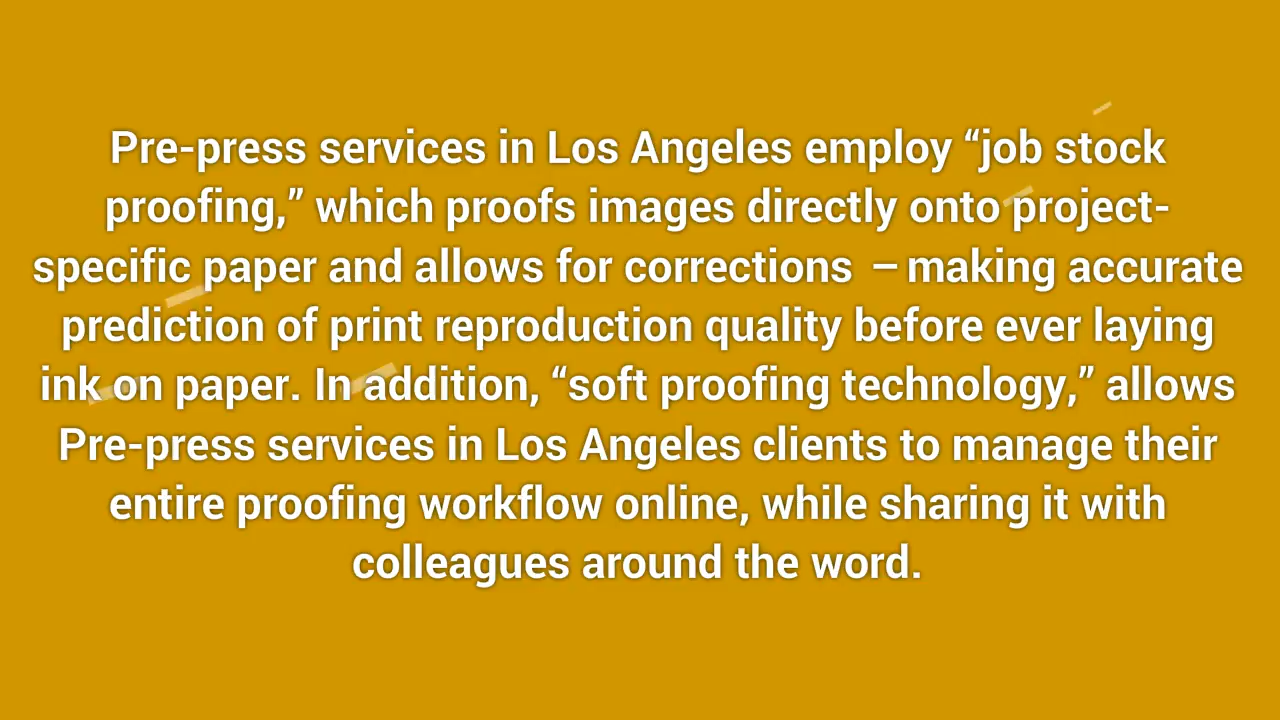 Pre-press services in Los Angeles employ “job stock
proofing,” which proofs images directly onto project-
specific paper and allows for corrections – making accurate
prediction of print reproduction quality before ever laying
ink on paper. In addition, “soft proofing technology,” allows
Pre-press services in Los Angeles clients to manage their
entire proofing workflow online, while sharing it with
colleagues around the word.